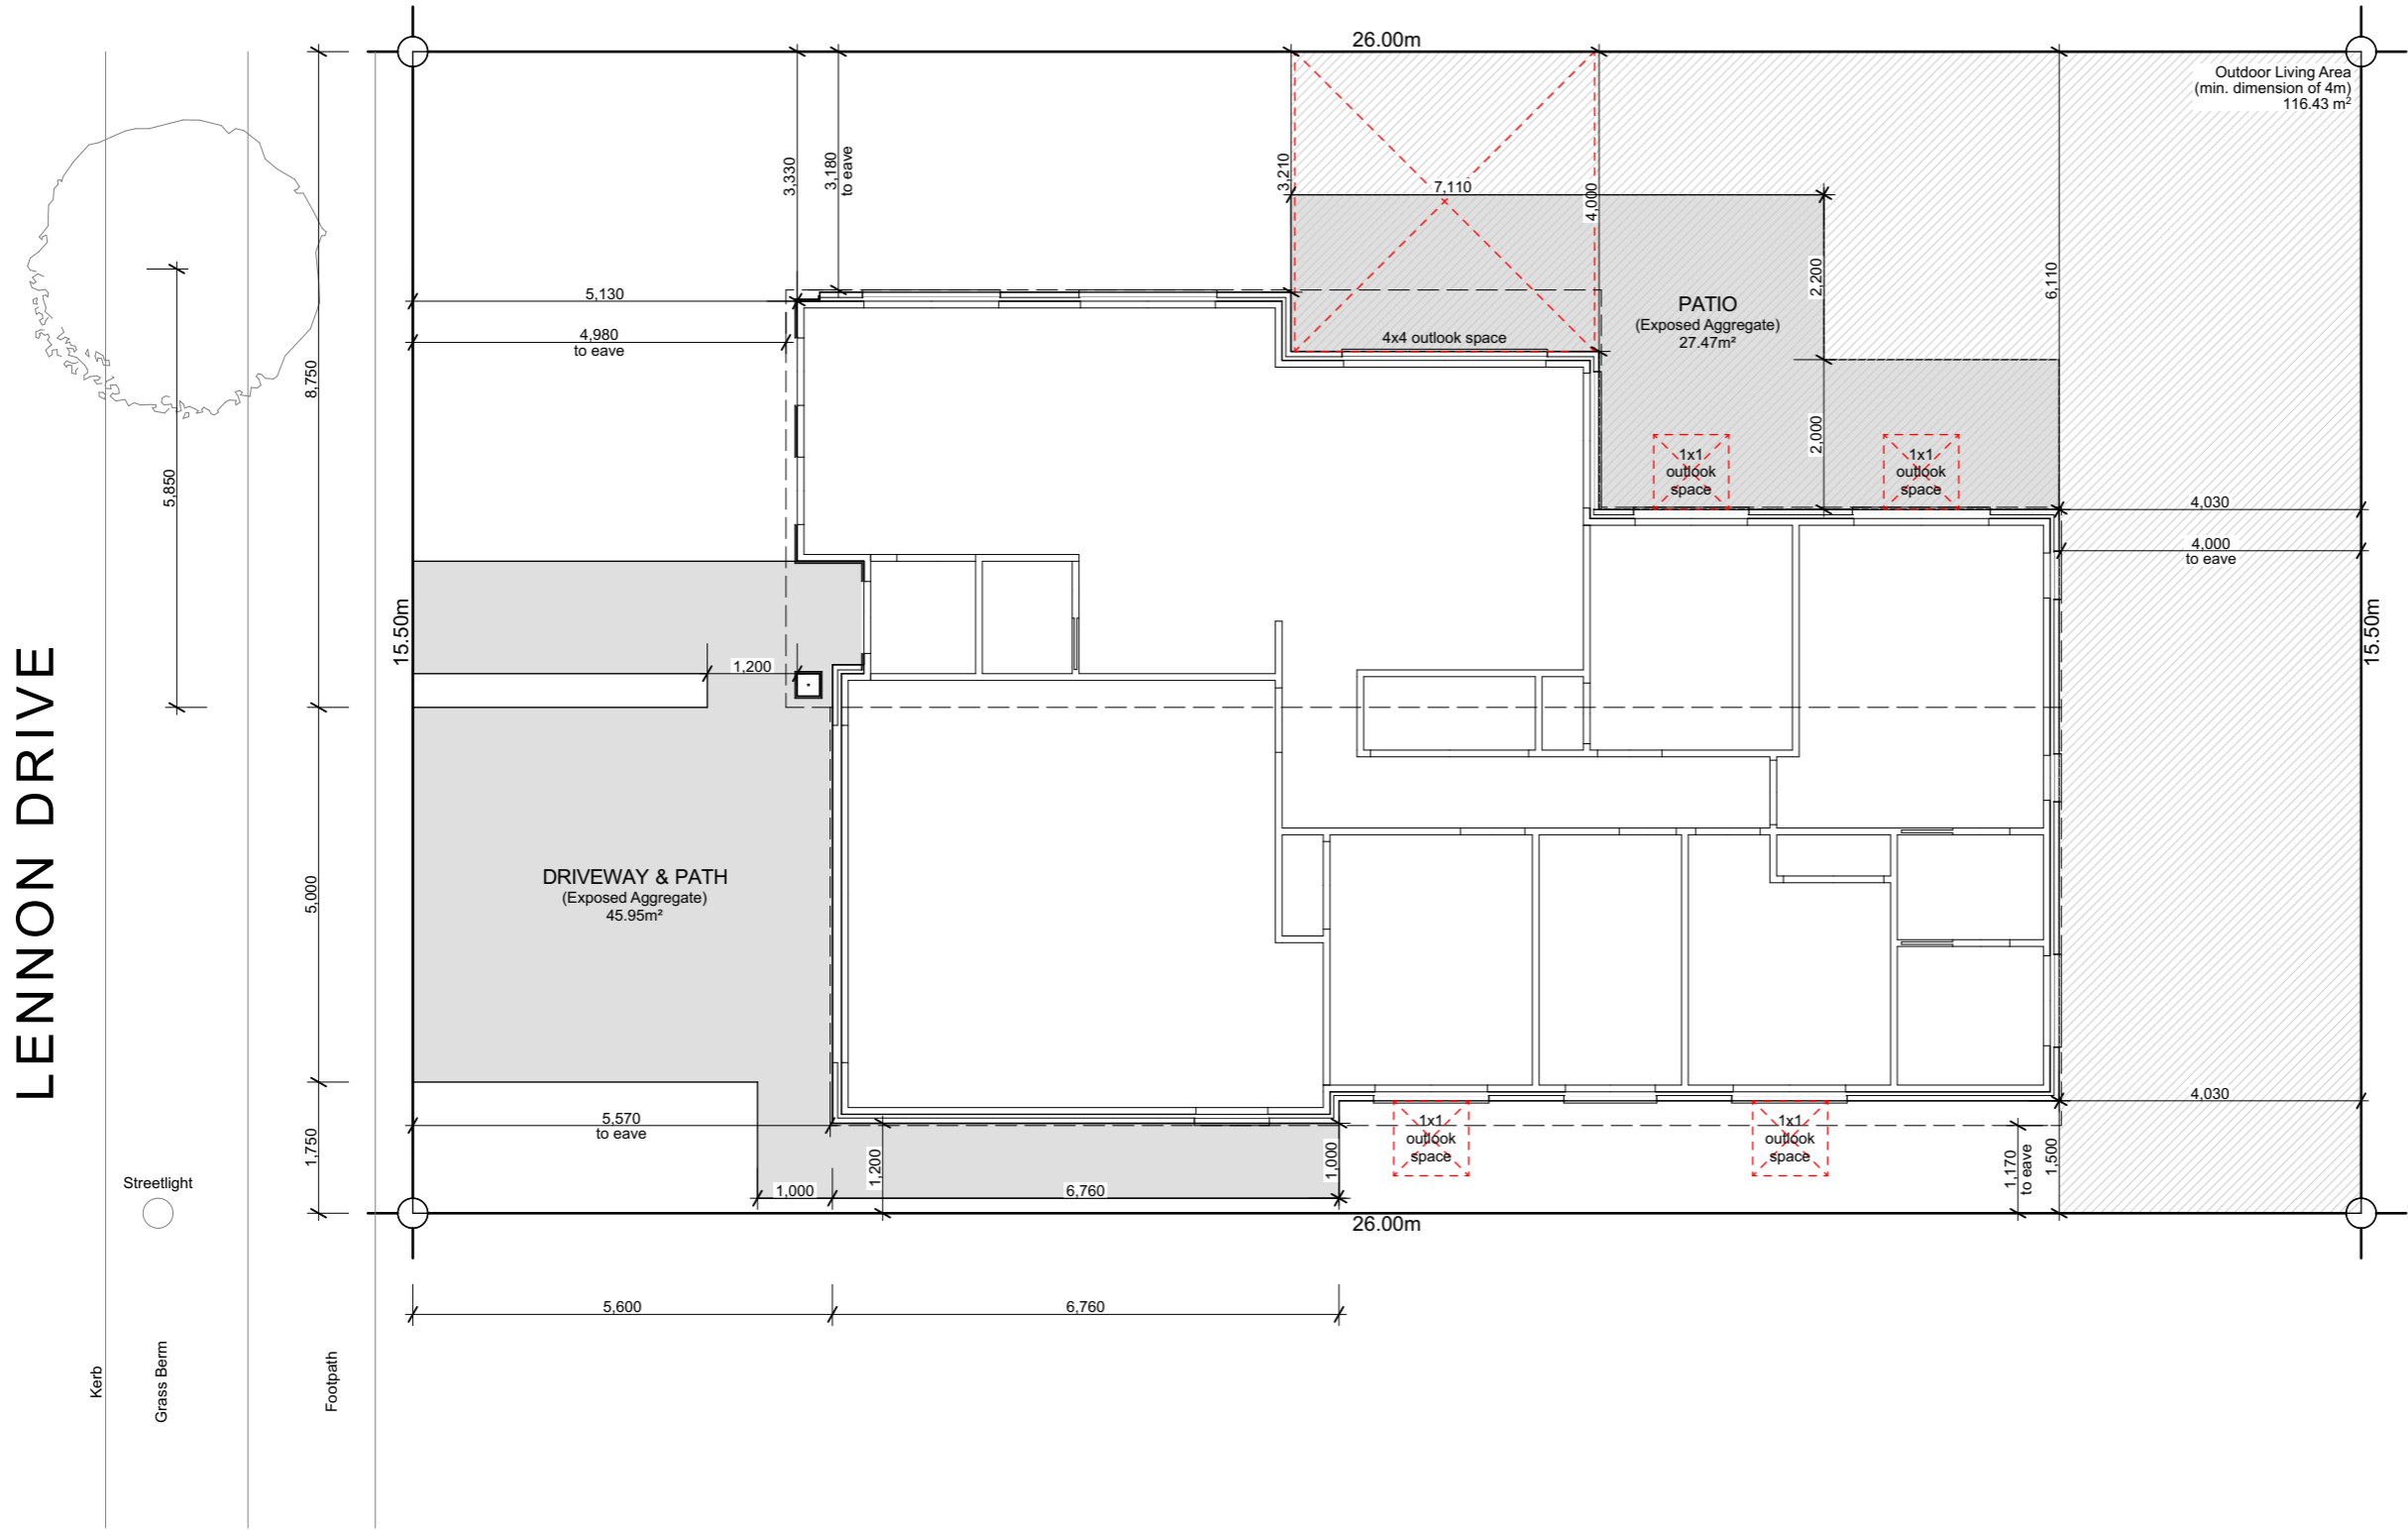 26.00m
Outdoor Living Area
(min. dimension of 4m)
116.43 m²
3,330
3,180
to eave
3,210
7,110
4,000
2,200
6,110
5,130
4,980
to eave
8,750
PATIO
(Exposed Aggregate)
27.47m²
4x4 outlook space
5,850
2,000
1x1
outlook
space
1x1
outlook
space
4,030
4,000
to eave
15.50m
15.50m
1,200
LENNON DRIVE
5,000
DRIVEWAY & PATH
(Exposed Aggregate)
45.95m²
4,030
5,570
to eave
1,750
1,200
1,000
1x1
outlook
space
1x1
outlook
space
1,170
to eave
1,500
Streetlight
1,000
6,760
26.00m
5,600
6,760
Kerb
Grass Berm
Footpath